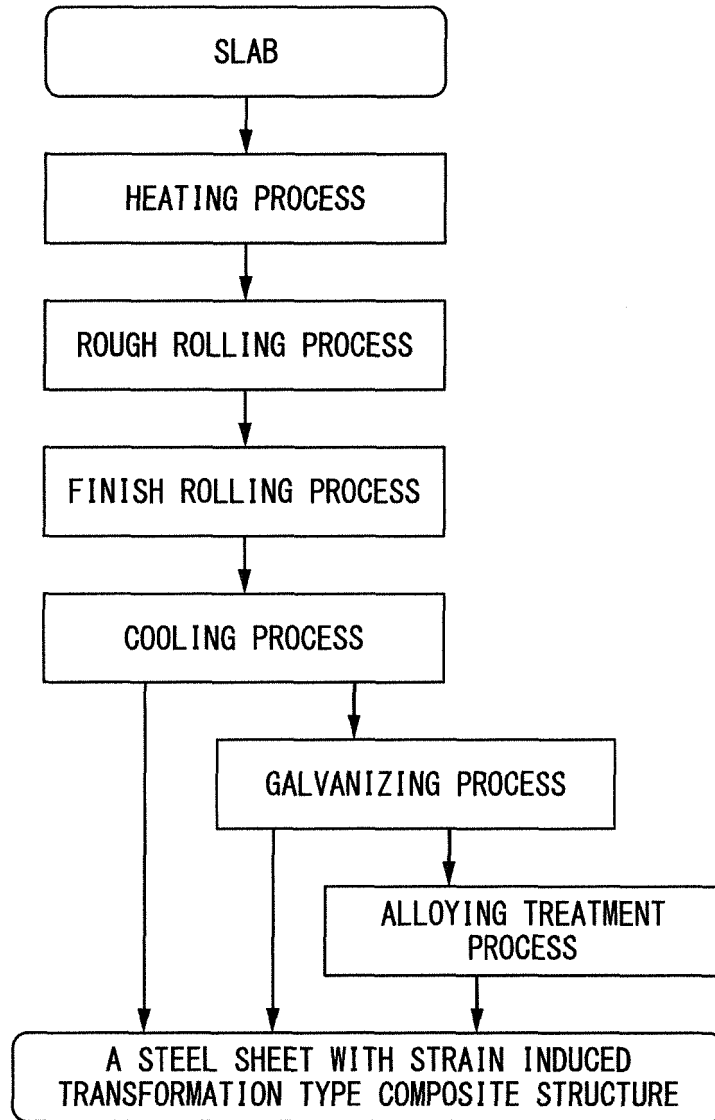 SLAB
HEATING PROCESS
ROUGH ROLLING PROCESS
FINISH ROLLING PROCESS
COOLING PROCESS
GALVANIZING PROCESS
ALLOYING TREATMENT
PROCESS
A STEEL SHEET WITH STRAIN INDUCED
TRANSFORMATION TYPE COMPOSITE STRUCTURE